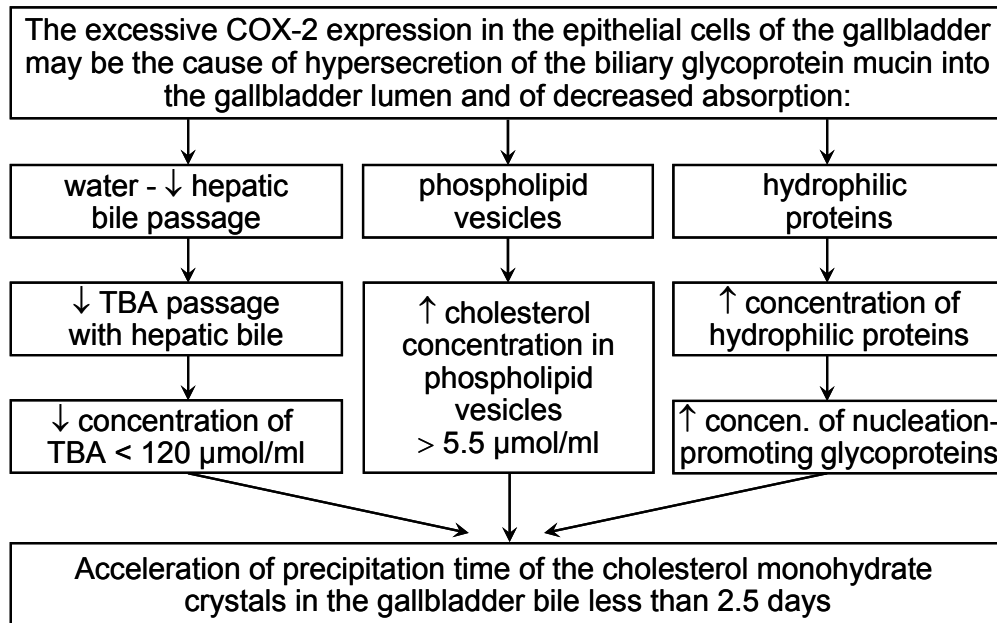 The excessive COX-2 expression in the epithelial cells of the gallbladder
may be the cause of hypersecretion of the biliary glycoprotein mucin into
the gallbladder lumen and of decreased absorption:
water - ↓ hepatic
bile passage
phospholipid
vesicles
hydrophilic
proteins
↓ TBA passage
with hepatic bile
↑ cholesterol
concentration in
phospholipid
vesicles
> 5.5 µmol/ml
↑ concentration of
hydrophilic proteins
↓ concentration of
TBA < 120 µmol/ml
↑ concen. of nucleation-
promoting glycoproteins
Acceleration of precipitation time of the cholesterol monohydrate
crystals in the gallbladder bile less than 2.5 days